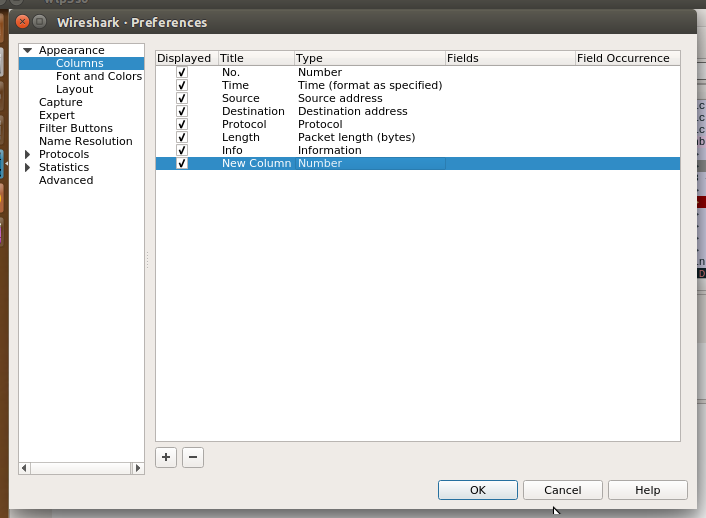 Wireshark · Preferences
Appearance
Columns
Font and Colors
Layout
Capture
Expert
Filter Buttons
Name Resolution
Protocols
Statistics
Advanced
Displayed Title Type Fields Field Occurrence
No. Number
Time Time (format as specified)
Source Source address
Destination Destination address
Protocol Protocol
Length Packet length (bytes)
Info Information
New Column Number
OK Cancel Help